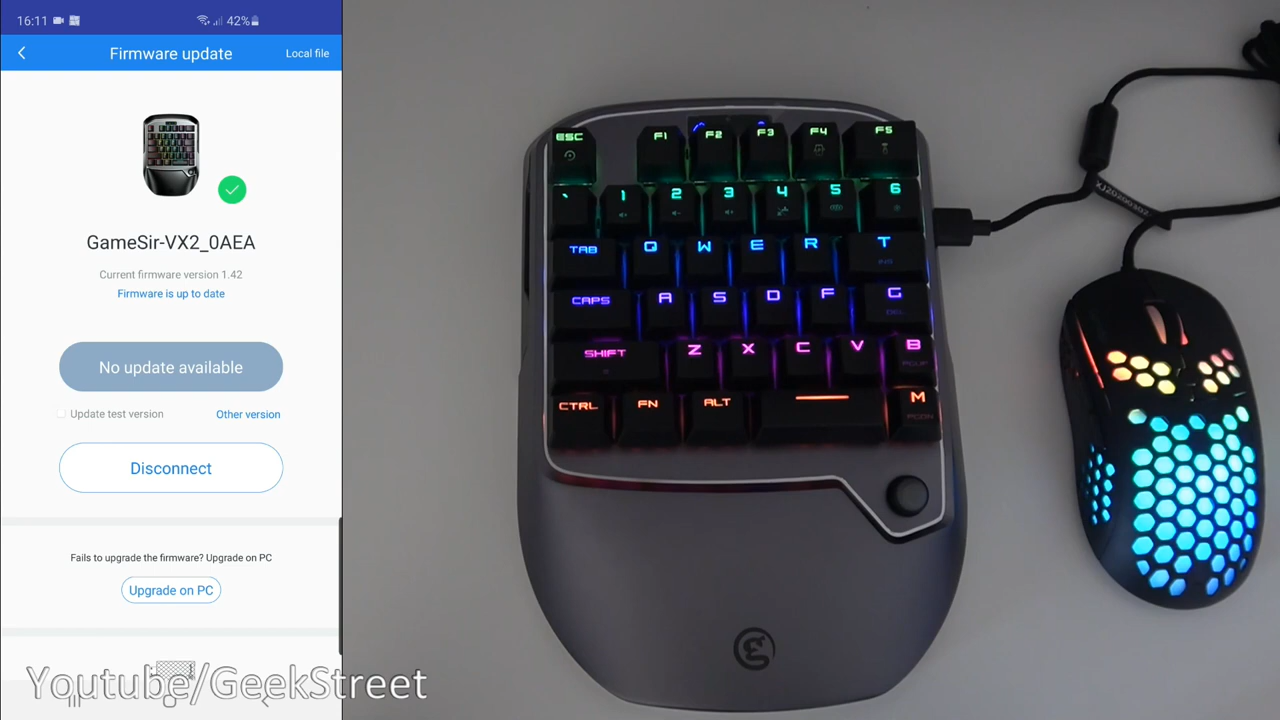 16:11
42%
Firmware update
Local file
GameSir-VX2_0AEA
Current firmware version 1.42
Firmware is up to date
No update available
Update test version
Other version
Disconnect
Fails to upgrade the firmware? Upgrade on PC
Upgrade on PC
Youtube/GeekStreet
ESC F1 F2 F3 F4 F5
` 1 2 3 4 5 6
TAB Q W E R T
INS
CAPS A S D F G
DEL
SHIFT Z X C V B
CTRL FN ALT M
XJ20200302